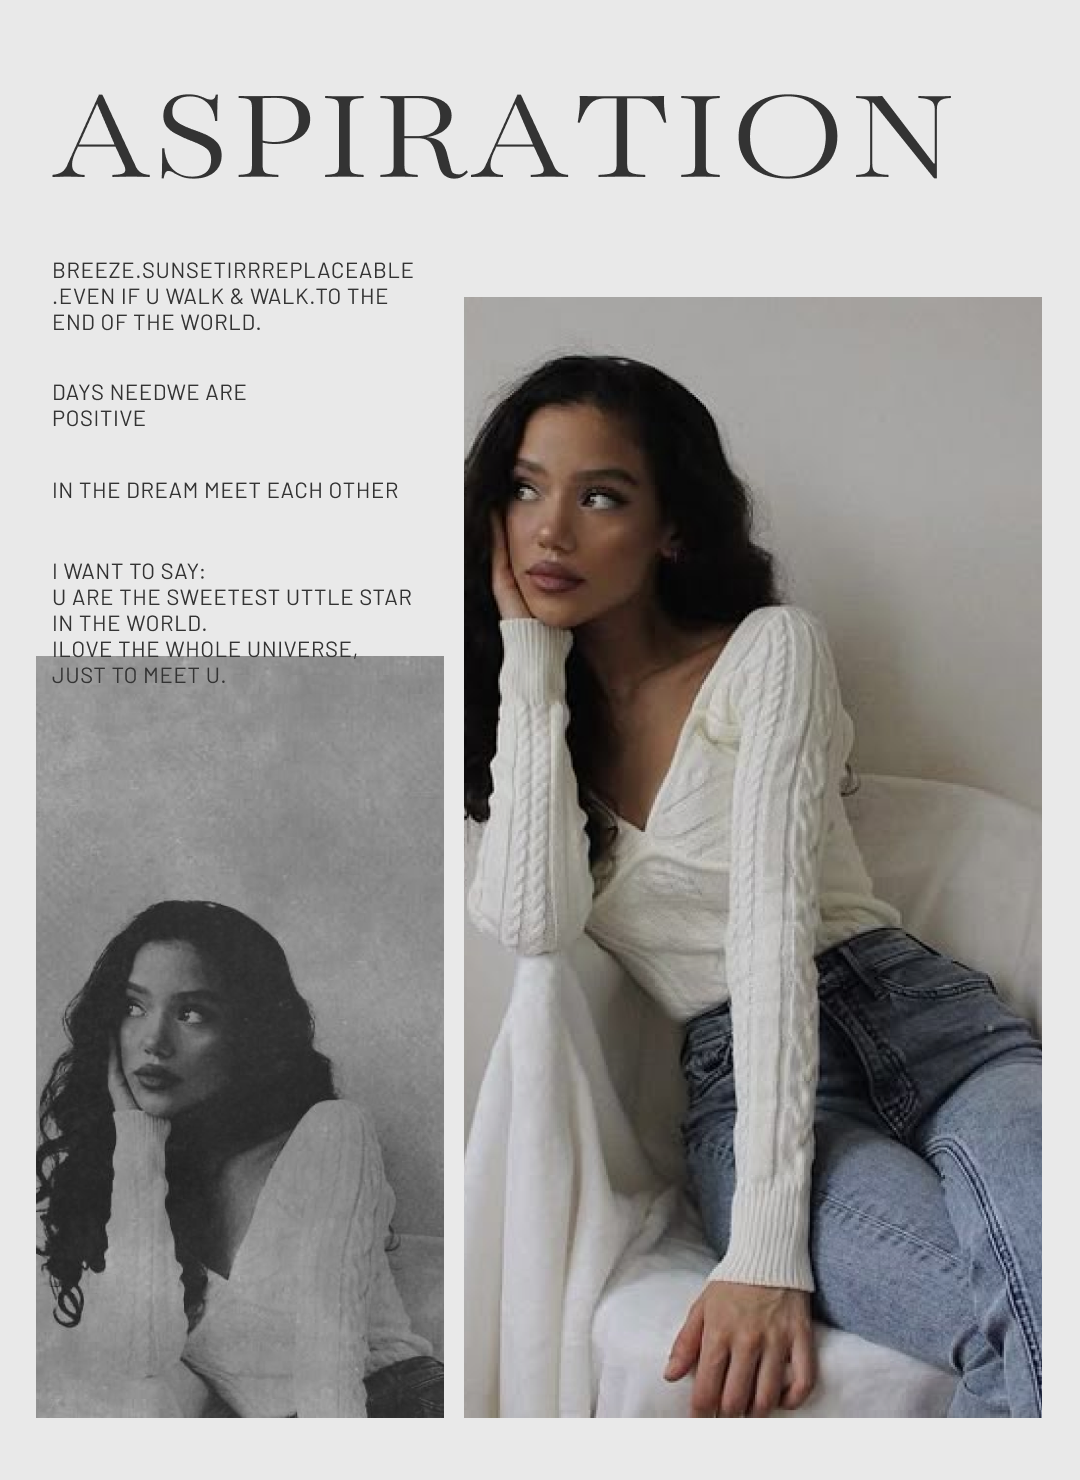 ASPIRATION
BREEZE.SUNSETIRRREPLACEABLE
.EVEN IF U WALK & WALK.TO THE
END OF THE WORLD.
DAYS NEEDWE ARE
POSITIVE
IN THE DREAM MEET EACH OTHER
I WANT TO SAY:
U ARE THE SWEETEST UTTLE STAR
IN THE WORLD.
ILOVE THE WHOLE UNIVERSE,
JUST TO MEET U.